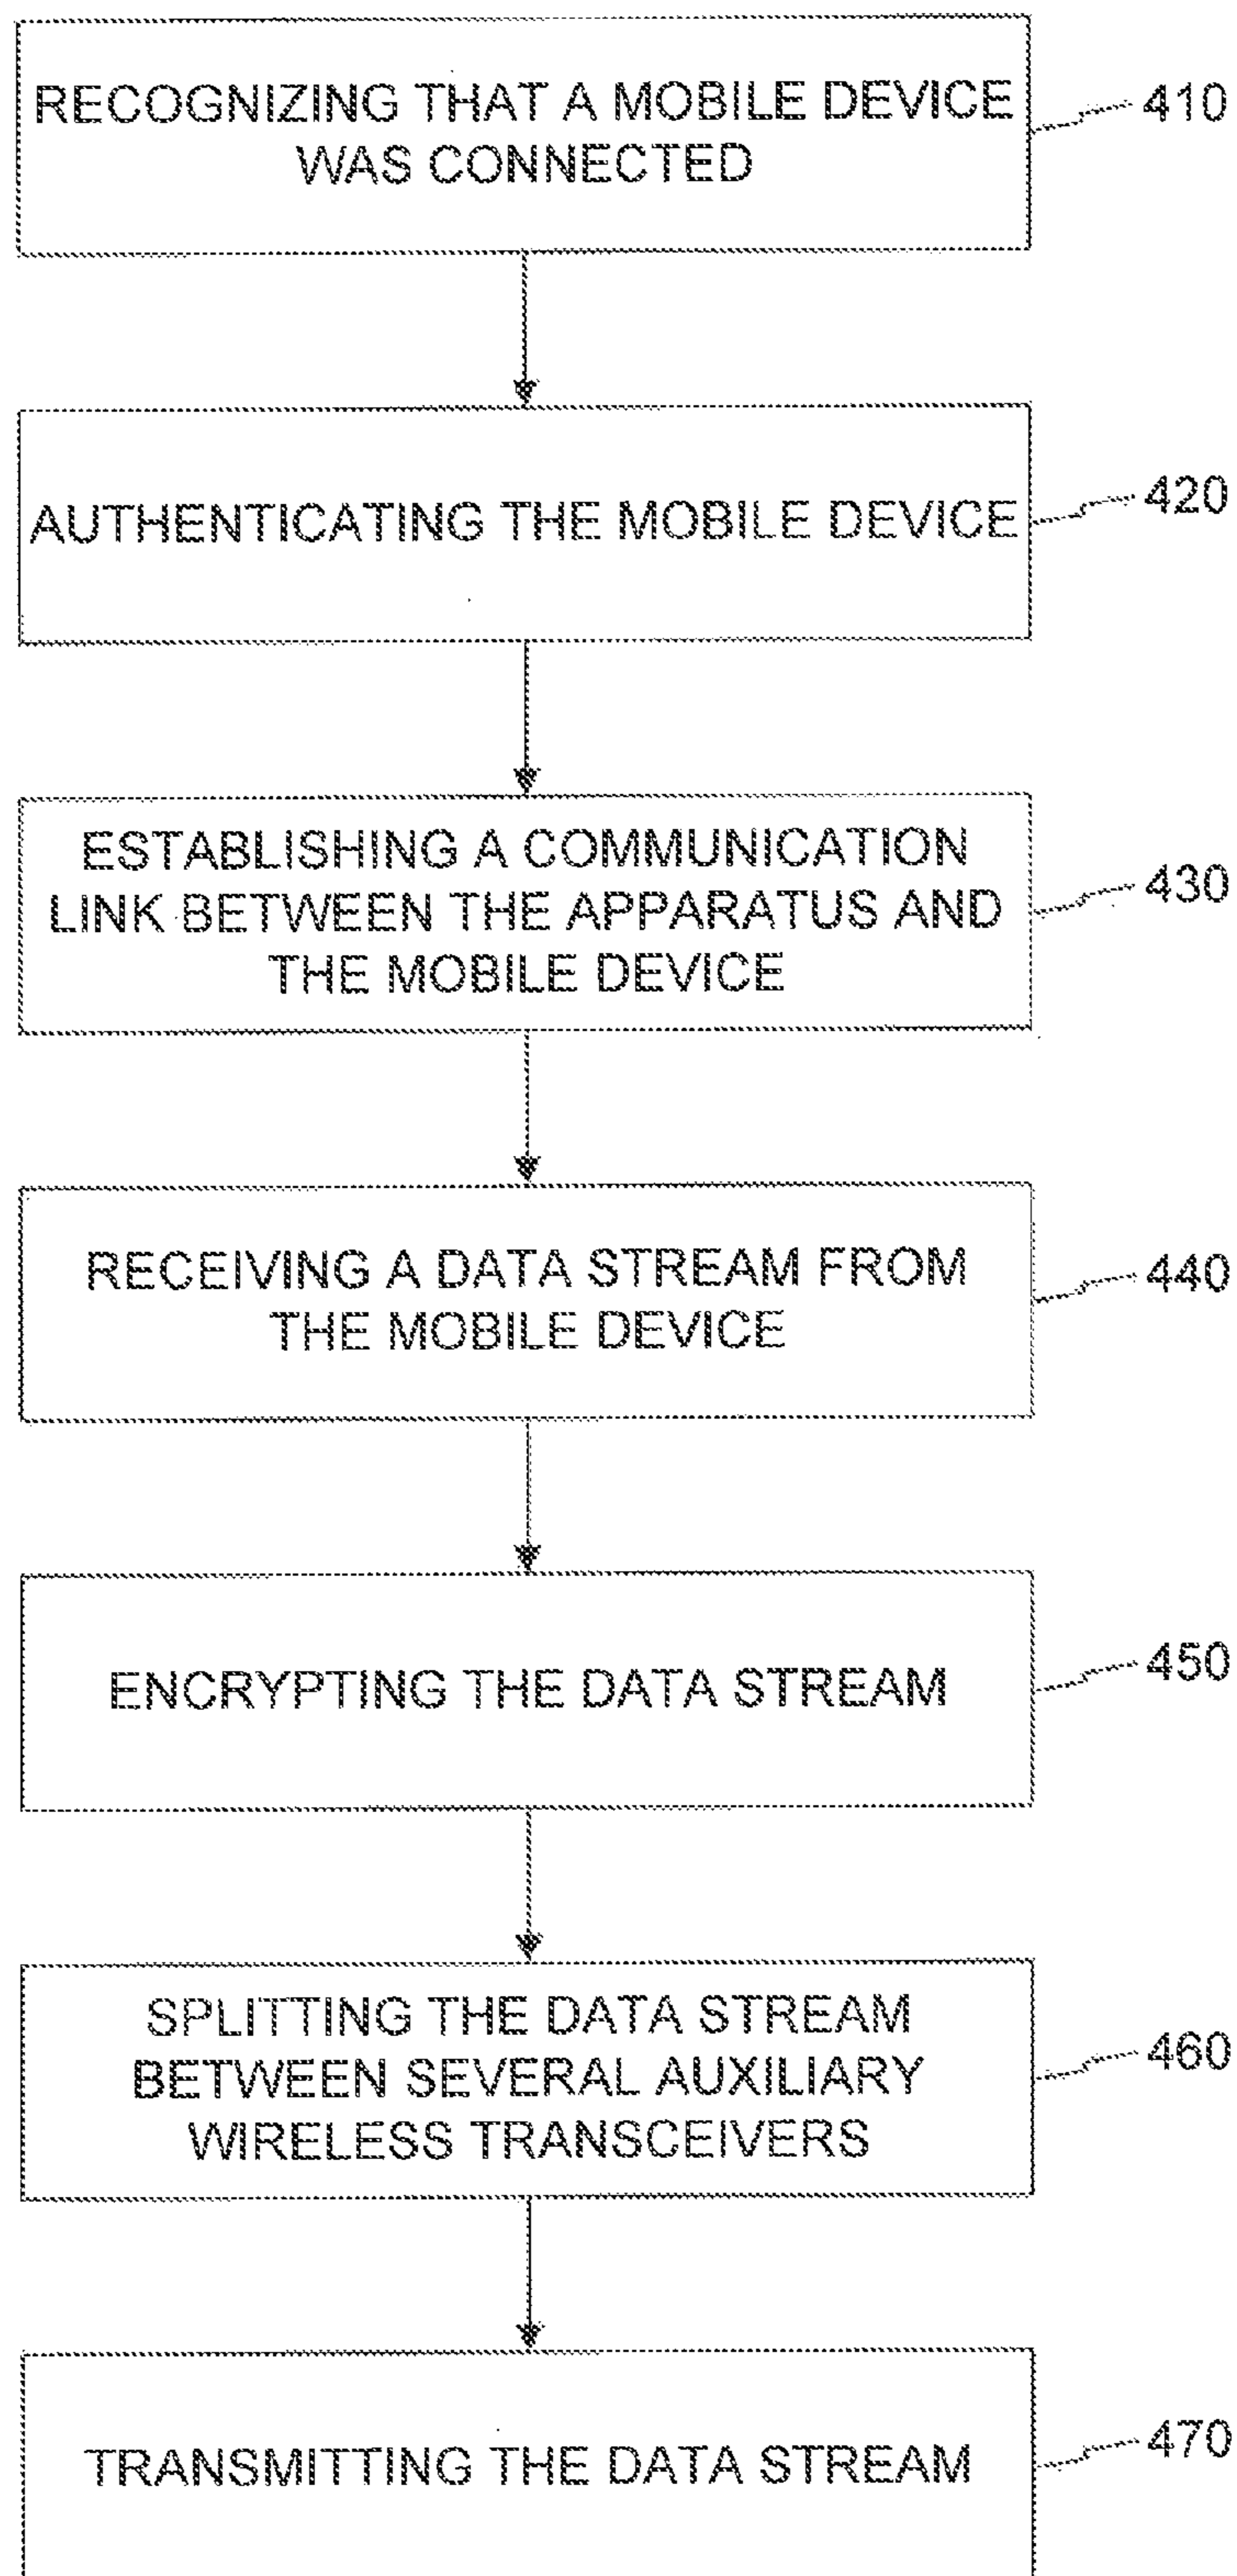 RECOGNIZING THAT A MOBILE DEVICE
WAS CONNECTED
410
AUTHENTICATING THE MOBILE DEVICE
420
ESTABLISHING A COMMUNICATION
LINK BETWEEN THE APPARATUS AND
THE MOBILE DEVICE
430
RECEIVING A DATA STREAM FROM
THE MOBILE DEVICE
440
ENCRYPTING THE DATA STREAM
450
SPLITTING THE DATA STREAM
BETWEEN SEVERAL AUXILIARY
WIRELESS TRANSCEIVERS
460
TRANSMITTING THE DATA STREAM
470